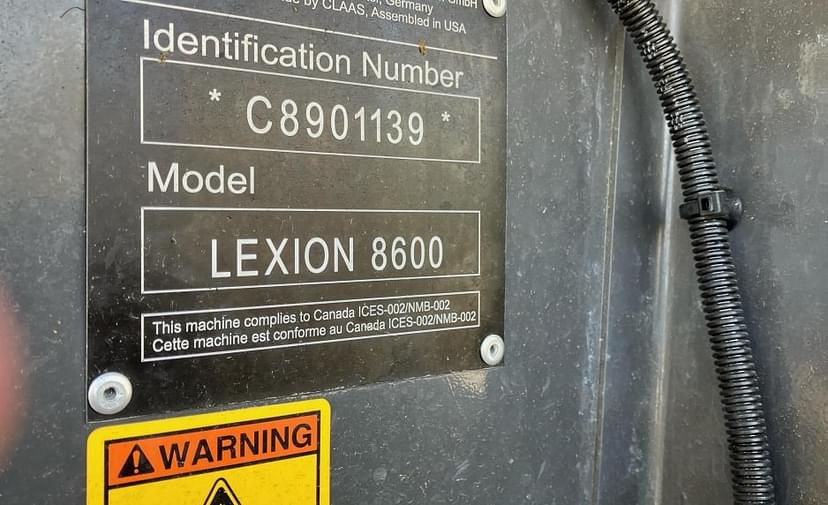 Germany
by CLAAS, Assembled in USA
Identification Number
* C8901139 *
Model
LEXION 8600
This machine complies to Canada ICES-002/NMB-002
Cette machine est conforme au Canada ICES-002/NMB-002
WARNING